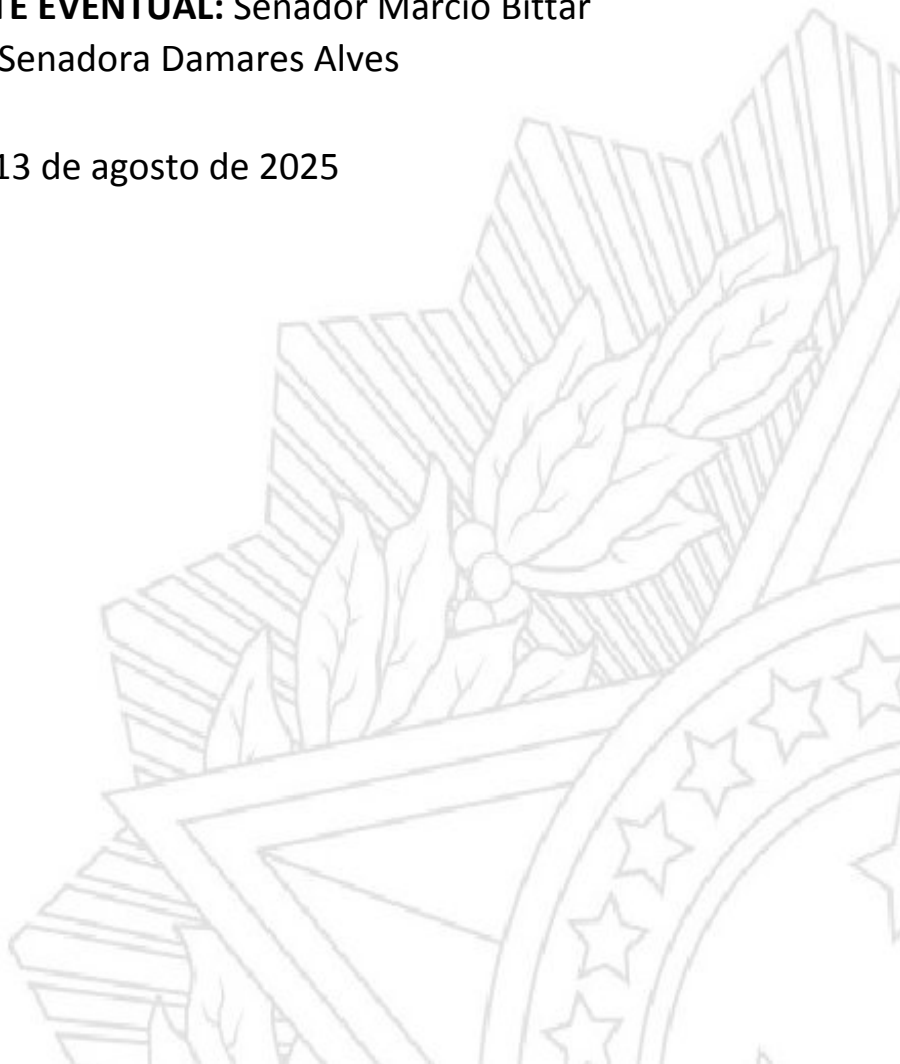 TE EVENTUAL: Senador Marcio Bittar
Senadora Damares Alves
13 de agosto de 2025